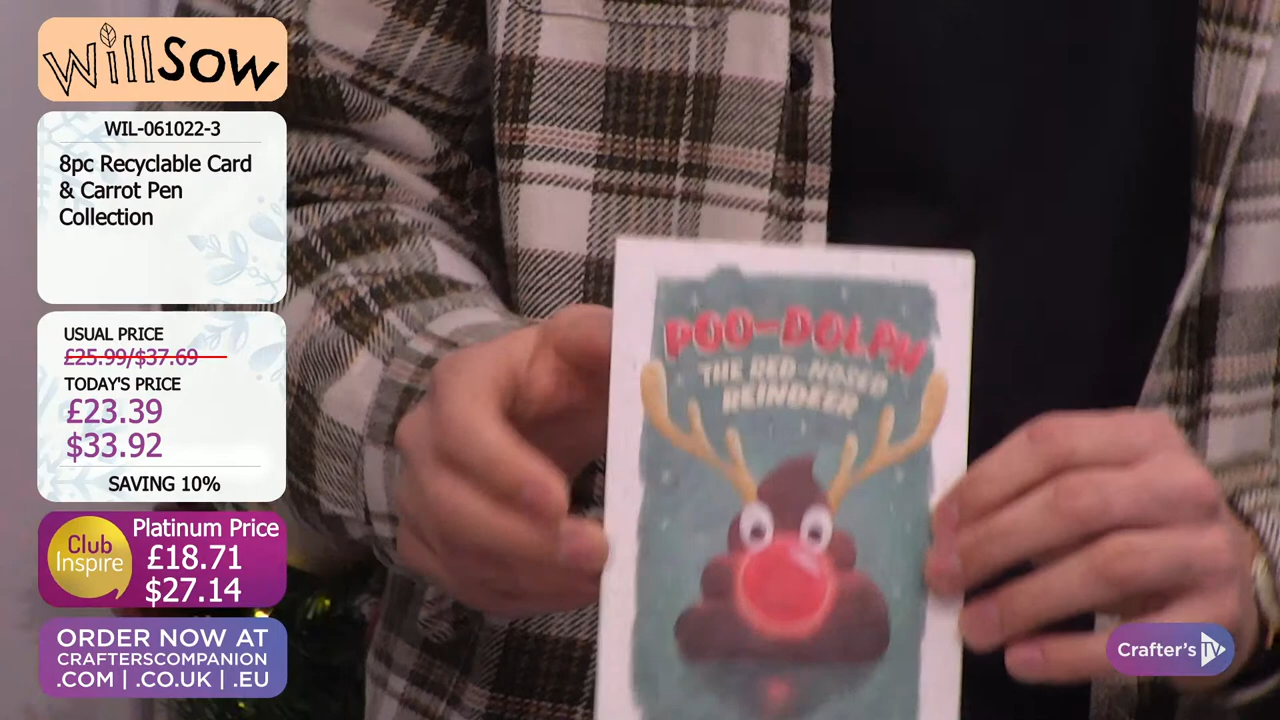 willsow
WIL-061022-3
8pc Recyclable Card
& Carrot Pen
Collection
USUAL PRICE
£25.99/$37.69
TODAY'S PRICE
£23.39
$33.92
SAVING 10%
Club
Inspire
Platinum Price
£18.71
$27.14
ORDER NOW AT
CRAFTERSCOMPANION
.COM | .CO.UK | .EU
POO-DOLPH
THE RED-NOSED
REINDEER
Crafter's TV